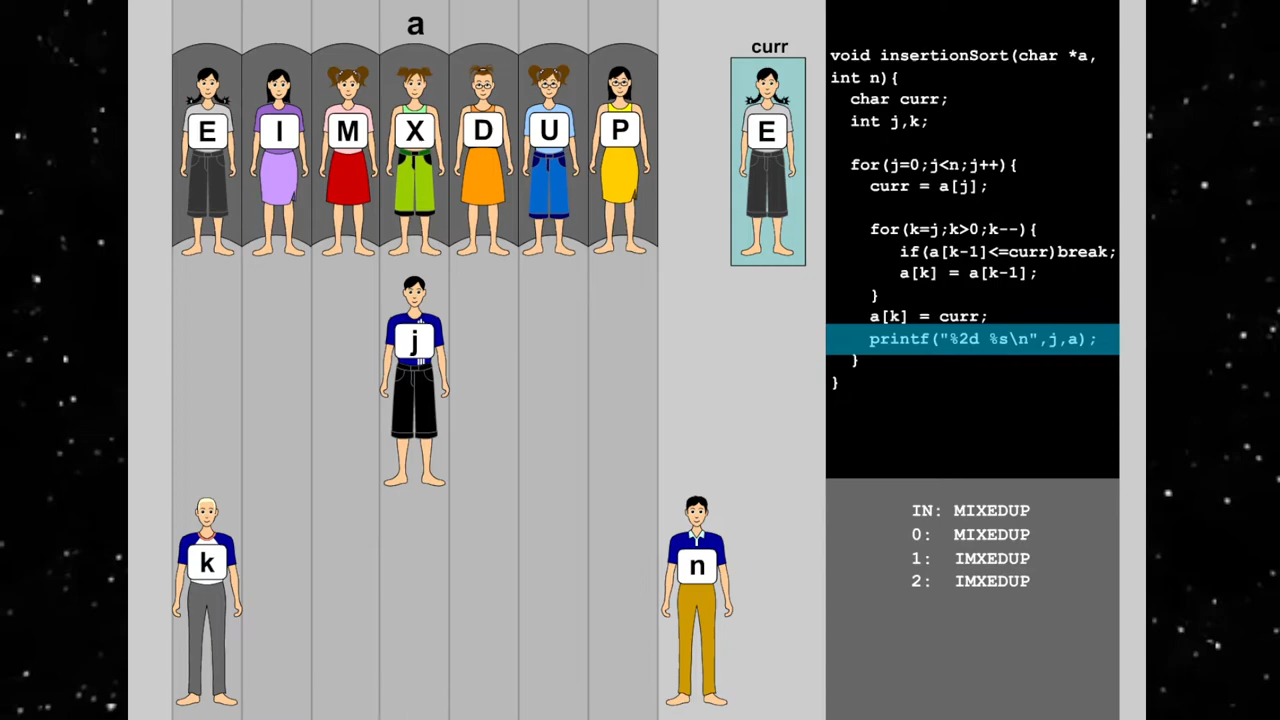 a
curr
E I M X D U P
E
j
k
n
void insertionSort(char *a,
int n){
char curr;
int j,k;
for(j=0;j<n;j++){
curr = a[j];
for(k=j;k>0;k--){
if(a[k-1]<=curr)break;
a[k] = a[k-1];
}
a[k] = curr;
printf("%2d %s\n",j,a);
}
}
IN: MIXEDUP
0: MIXEDUP
1: IMXEDUP
2: IMXEDUP